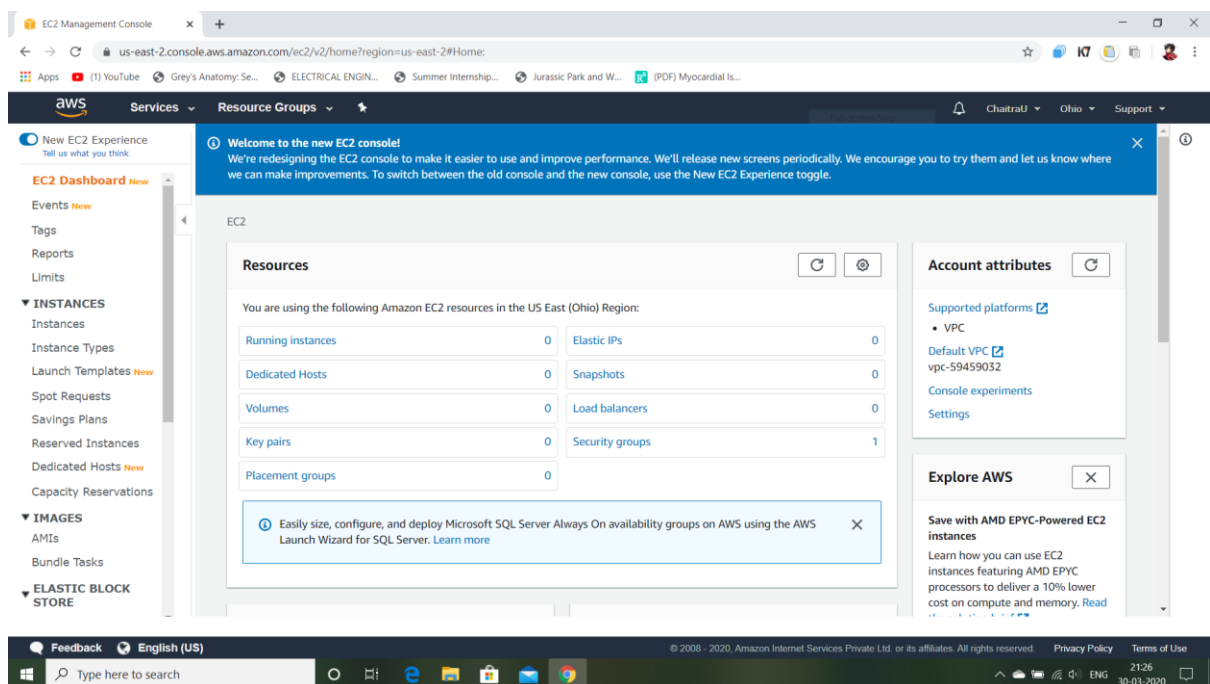 EC2 Management Console
us-east-2.console.aws.amazon.com/ec2/v2/home?region=us-east-2#Home:
Apps (1) YouTube Grey's Anatomy: Se... ELECTRICAL ENGIN... Summer Internship... Jurassic Park and W... (PDF) Myocardial Is...
aws Services Resource Groups ChaitraU Ohio Support
New EC2 Experience
Tell us what you think
EC2 Dashboard New
Events New
Tags
Reports
Limits
INSTANCES
Instances
Instance Types
Launch Templates New
Spot Requests
Savings Plans
Reserved Instances
Dedicated Hosts New
Capacity Reservations
IMAGES
AMIs
Bundle Tasks
ELASTIC BLOCK
STORE
Welcome to the new EC2 console!
We're redesigning the EC2 console to make it easier to use and improve performance. We'll release new screens periodically. We encourage you to try them and let us know where
we can make improvements. To switch between the old console and the new console, use the New EC2 Experience toggle.
EC2
Resources
You are using the following Amazon EC2 resources in the US East (Ohio) Region:
Running instances 0 Elastic IPs 0
Dedicated Hosts 0 Snapshots 0
Volumes 0 Load balancers 0
Key pairs 0 Security groups 1
Placement groups 0
Easily size, configure, and deploy Microsoft SQL Server Always On availability groups on AWS using the AWS
Launch Wizard for SQL Server. Learn more
Account attributes
Supported platforms
• VPC
Default VPC
vpc-59459032
Console experiments
Settings
Explore AWS
Save with AMD EPYC-Powered EC2
instances
Learn how you can use EC2
instances featuring AMD EPYC
processors to deliver a 10% lower
cost on compute and memory. Read
Feedback English (US) © 2008 - 2020, Amazon Internet Services Private Ltd. or its affiliates. All rights reserved. Privacy Policy Terms of Use
Type here to search ENG 21:26
30-03-2020